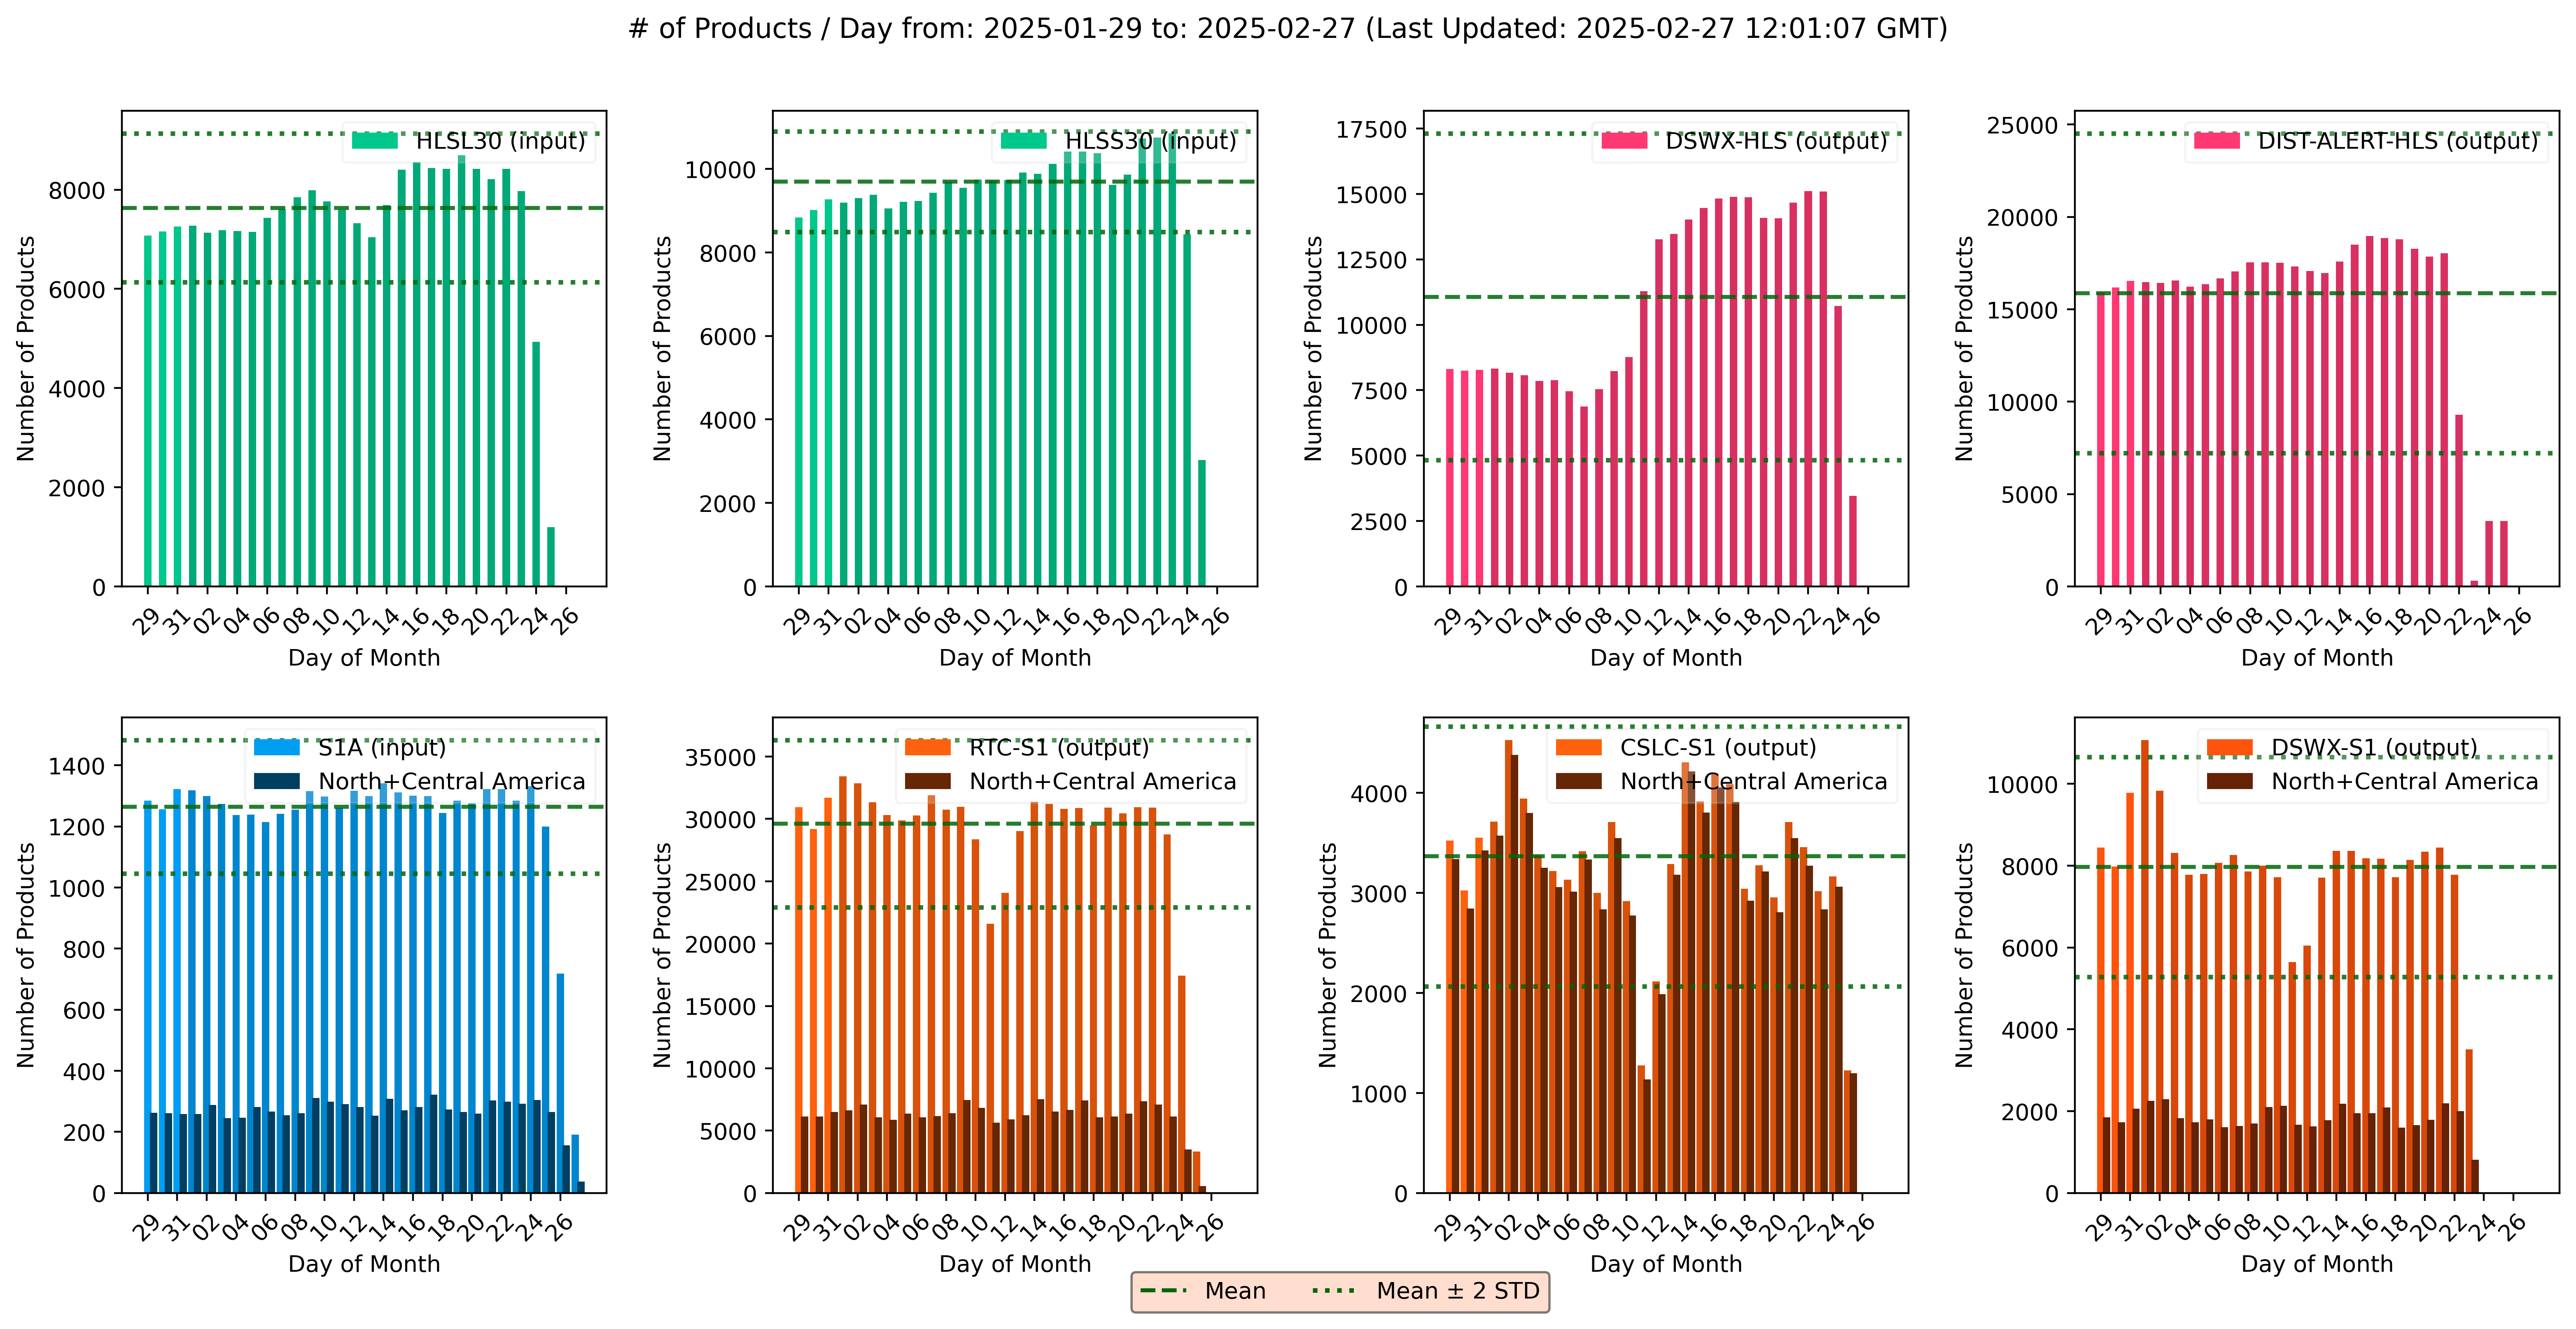 # of Products / Day from: 2025-01-29 to: 2025-02-27 (Last Updated: 2025-02-27 12:01:07 GMT)
HLSL30 (input)
Number of Products
8000
6000
4000
2000
0
29 31 02 04 06 08 10 12 14 16 18 20 22 24 26
Day of Month
HLSS30 (input)
Number of Products
10000
8000
6000
4000
2000
0
29 31 02 04 06 08 10 12 14 16 18 20 22 24 26
Day of Month
DSWX-HLS (output)
Number of Products
17500
15000
12500
10000
7500
5000
2500
0
29 31 02 04 06 08 10 12 14 16 18 20 22 24 26
Day of Month
DIST-ALERT-HLS (output)
Number of Products
25000
20000
15000
10000
5000
0
29 31 02 04 06 08 10 12 14 16 18 20 22 24 26
Day of Month
S1A (input)
North+Central America
Number of Products
1400
1200
1000
800
600
400
200
0
29 31 02 04 06 08 10 12 14 16 18 20 22 24 26
Day of Month
RTC-S1 (output)
North+Central America
Number of Products
35000
30000
25000
20000
15000
10000
5000
0
29 31 02 04 06 08 10 12 14 16 18 20 22 24 26
Day of Month
CSLC-S1 (output)
North+Central America
Number of Products
4000
3000
2000
1000
0
29 31 02 04 06 08 10 12 14 16 18 20 22 24 26
Day of Month
DSWX-S1 (output)
North+Central America
Number of Products
10000
8000
6000
4000
2000
0
29 31 02 04 06 08 10 12 14 16 18 20 22 24 26
Day of Month
Mean
Mean ± 2 STD